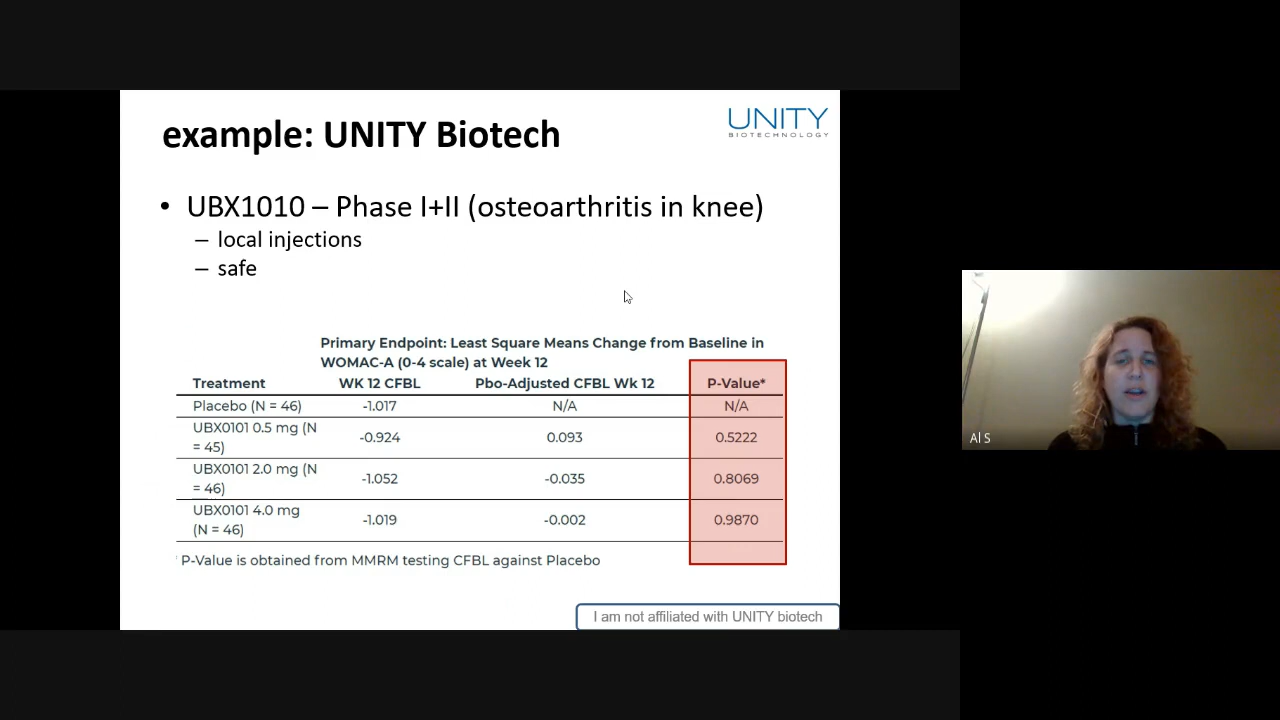 example: UNITY Biotech
UNITY
BIOTECHNOLOGY
• UBX1010 – Phase I+II (osteoarthritis in knee)
– local injections
– safe
Primary Endpoint: Least Square Means Change from Baseline in
WOMAC-A (0-4 scale) at Week 12
Treatment WK 12 CFBL Pbo-Adjusted CFBL Wk 12 P-Value*
Placebo (N = 46) -1.017 N/A N/A
UBX0101 0.5 mg (N
= 45) -0.924 0.093 0.5222
UBX0101 2.0 mg (N
= 46) -1.052 -0.035 0.8069
UBX0101 4.0 mg
(N = 46) -1.019 -0.002 0.9870
* P-Value is obtained from MMRM testing CFBL against Placebo
I am not affiliated with UNITY biotech
Al S